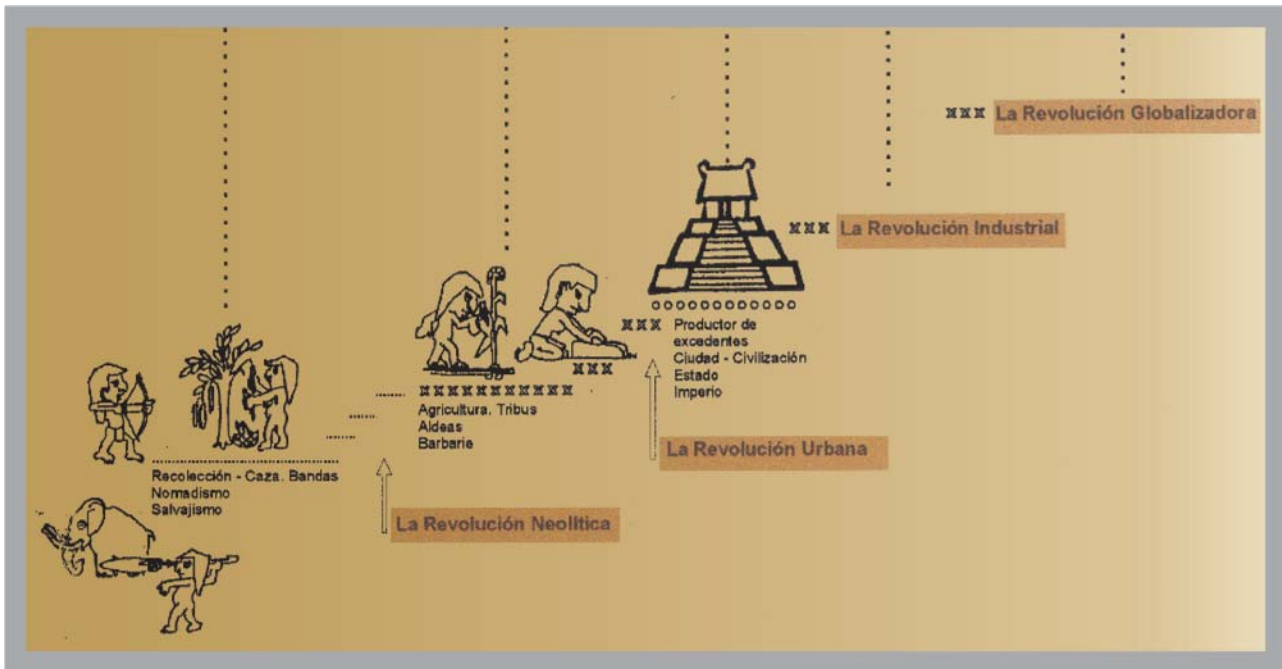 La Revolución Globalizadora
La Revolución Industrial
Productor de
excedentes
Ciudad - Civilización
Estado
Imperio
Agricultura. Tribus
Aldeas
Barbarie
La Revolución Urbana
Recolección - Caza. Bandas
Nomadismo
Salvajismo
La Revolución Neolítica